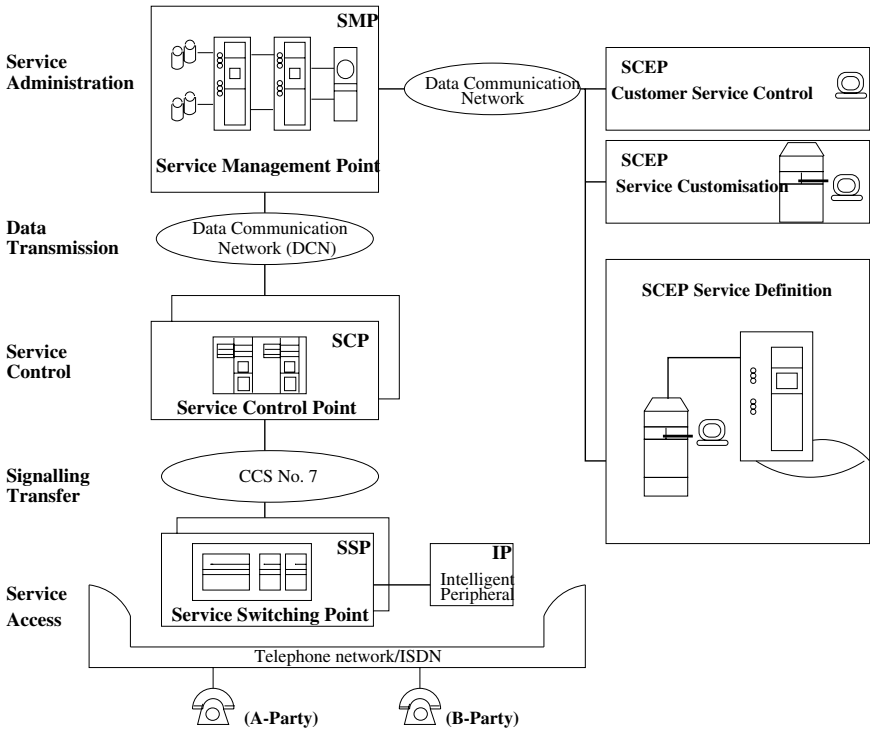 SMP
Service
Administration
Service Management Point
Data Communication
Network
SCEP
Customer Service Control
SCEP
Service Customisation
Data
Transmission
Data Communication
Network (DCN)
SCEP Service Definition
Service
Control
SCP
Service Control Point
Signalling
Transfer
CCS No. 7
SSP
Service Switching Point
IP
Intelligent
Peripheral
Service
Access
Telephone network/ISDN
(A-Party)
(B-Party)